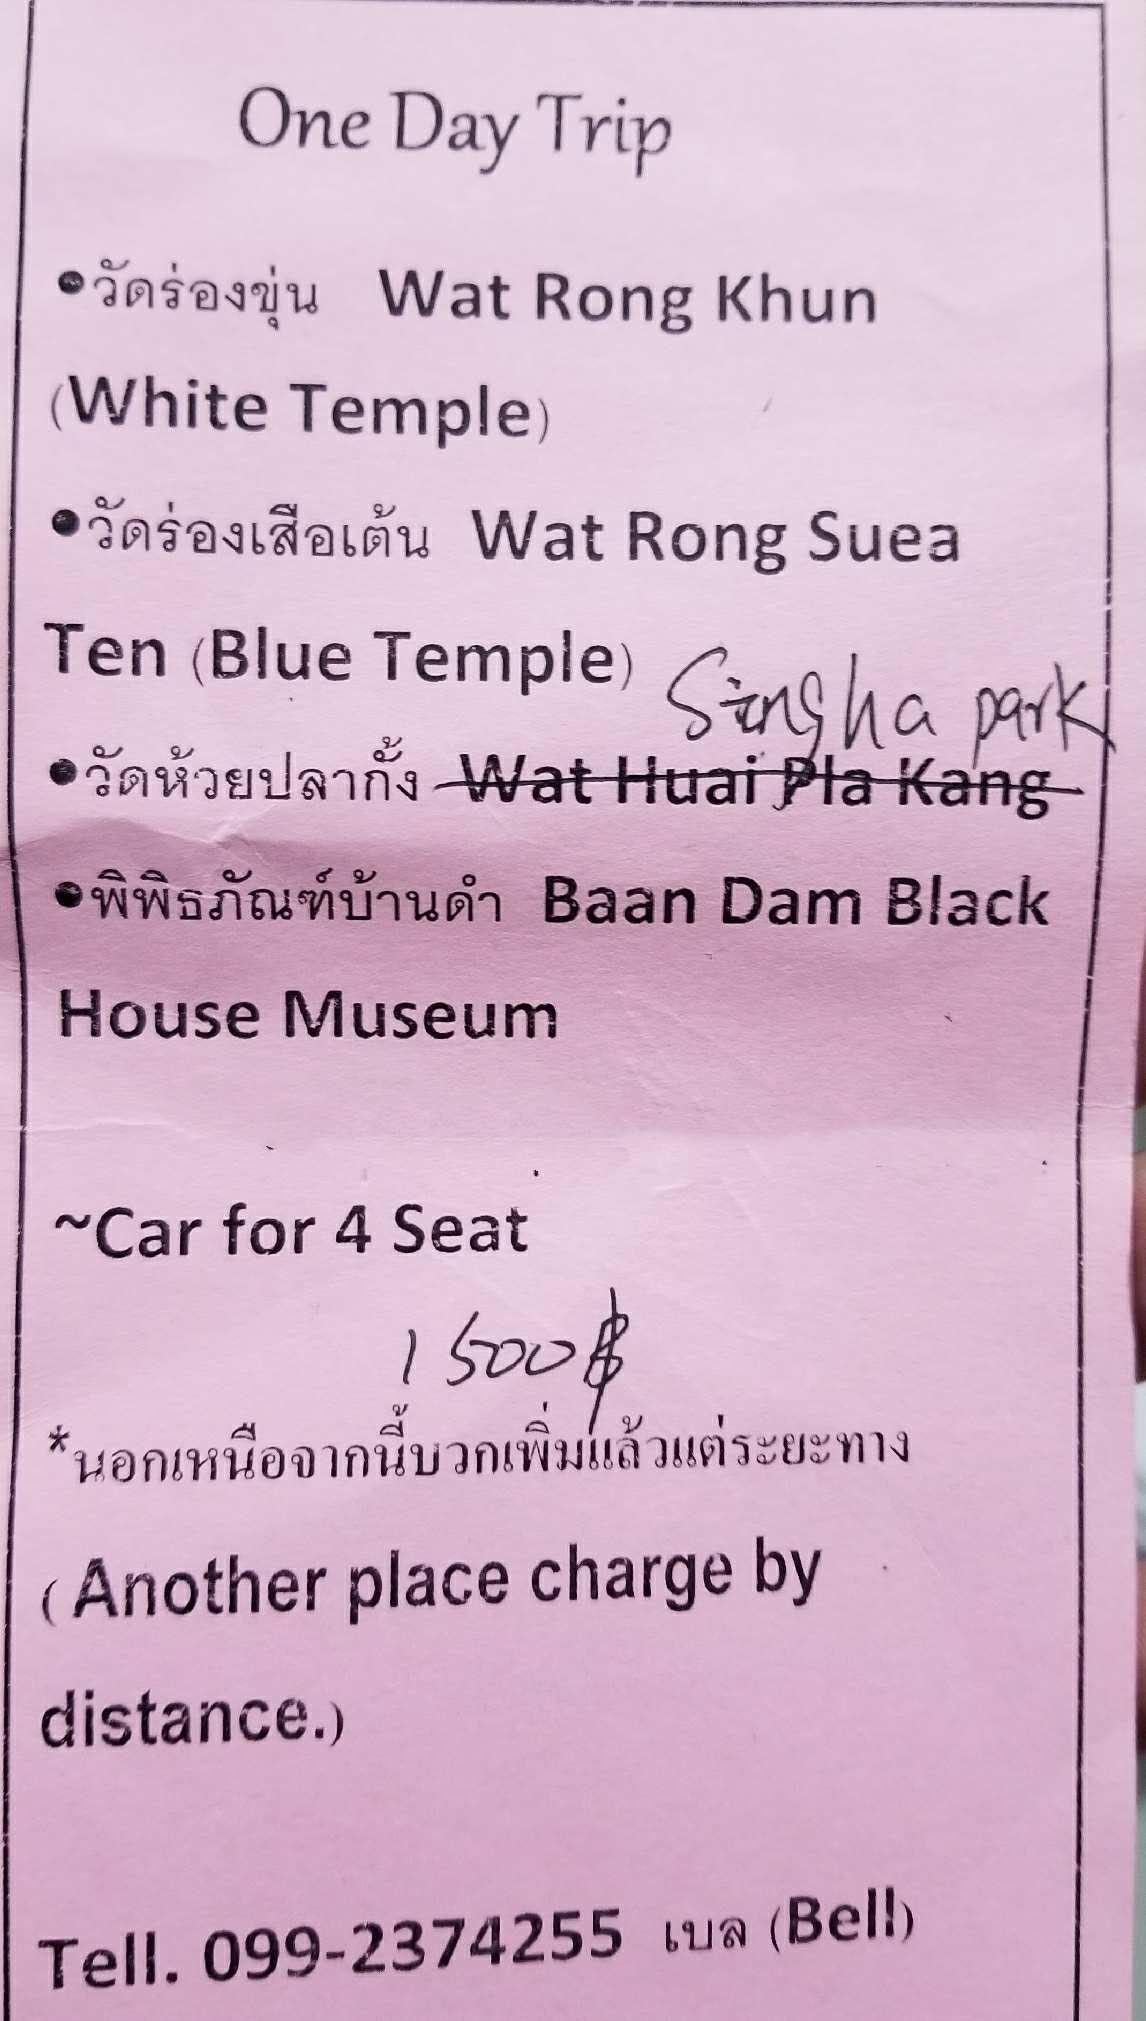 One Day Trip
•วัดร่องขุ่น Wat Rong Khun
(White Temple)
•วัดร่องเสือเต้น Wat Rong Suea
Ten (Blue Temple)
Singha park
•วัดห้วยปลากั้ง Wat Huai Pla Kang
•พิพิธภัณฑ์บ้านดำ Baan Dam Black
House Museum
~Car for 4 Seat
1500฿
*นอกเหนือจากนี้บวกเพิ่มแล้วแต่ระยะทาง
( Another place charge by
distance.)
Tell. 099-2374255 เบล (Bell)